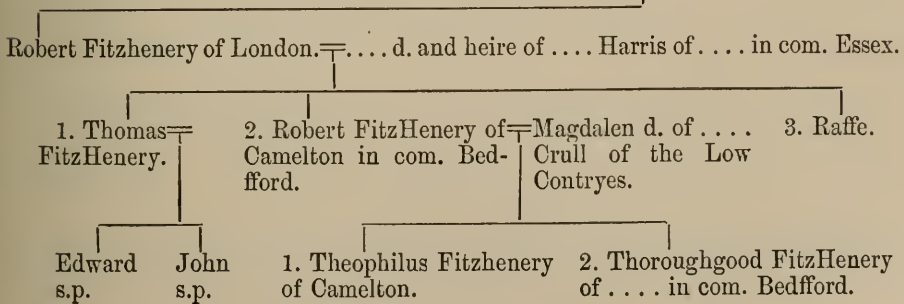 Robert Fitzhenery of London.=.... d. and heire of .... Harris of .... in com. Essex.
1. Thomas=
FitzHenery.
2. Robert FitzHenery of=Magdalen d. of ....
Camelton in com. Bed-
fford.
Crull of the Low
Contryes.
3. Raffe.
Edward
s.p.
John
s.p.
1. Theophilus Fitzhenery
of Camelton.
2. Thoroughgood FitzHenery
of .... in com. Bedfford.